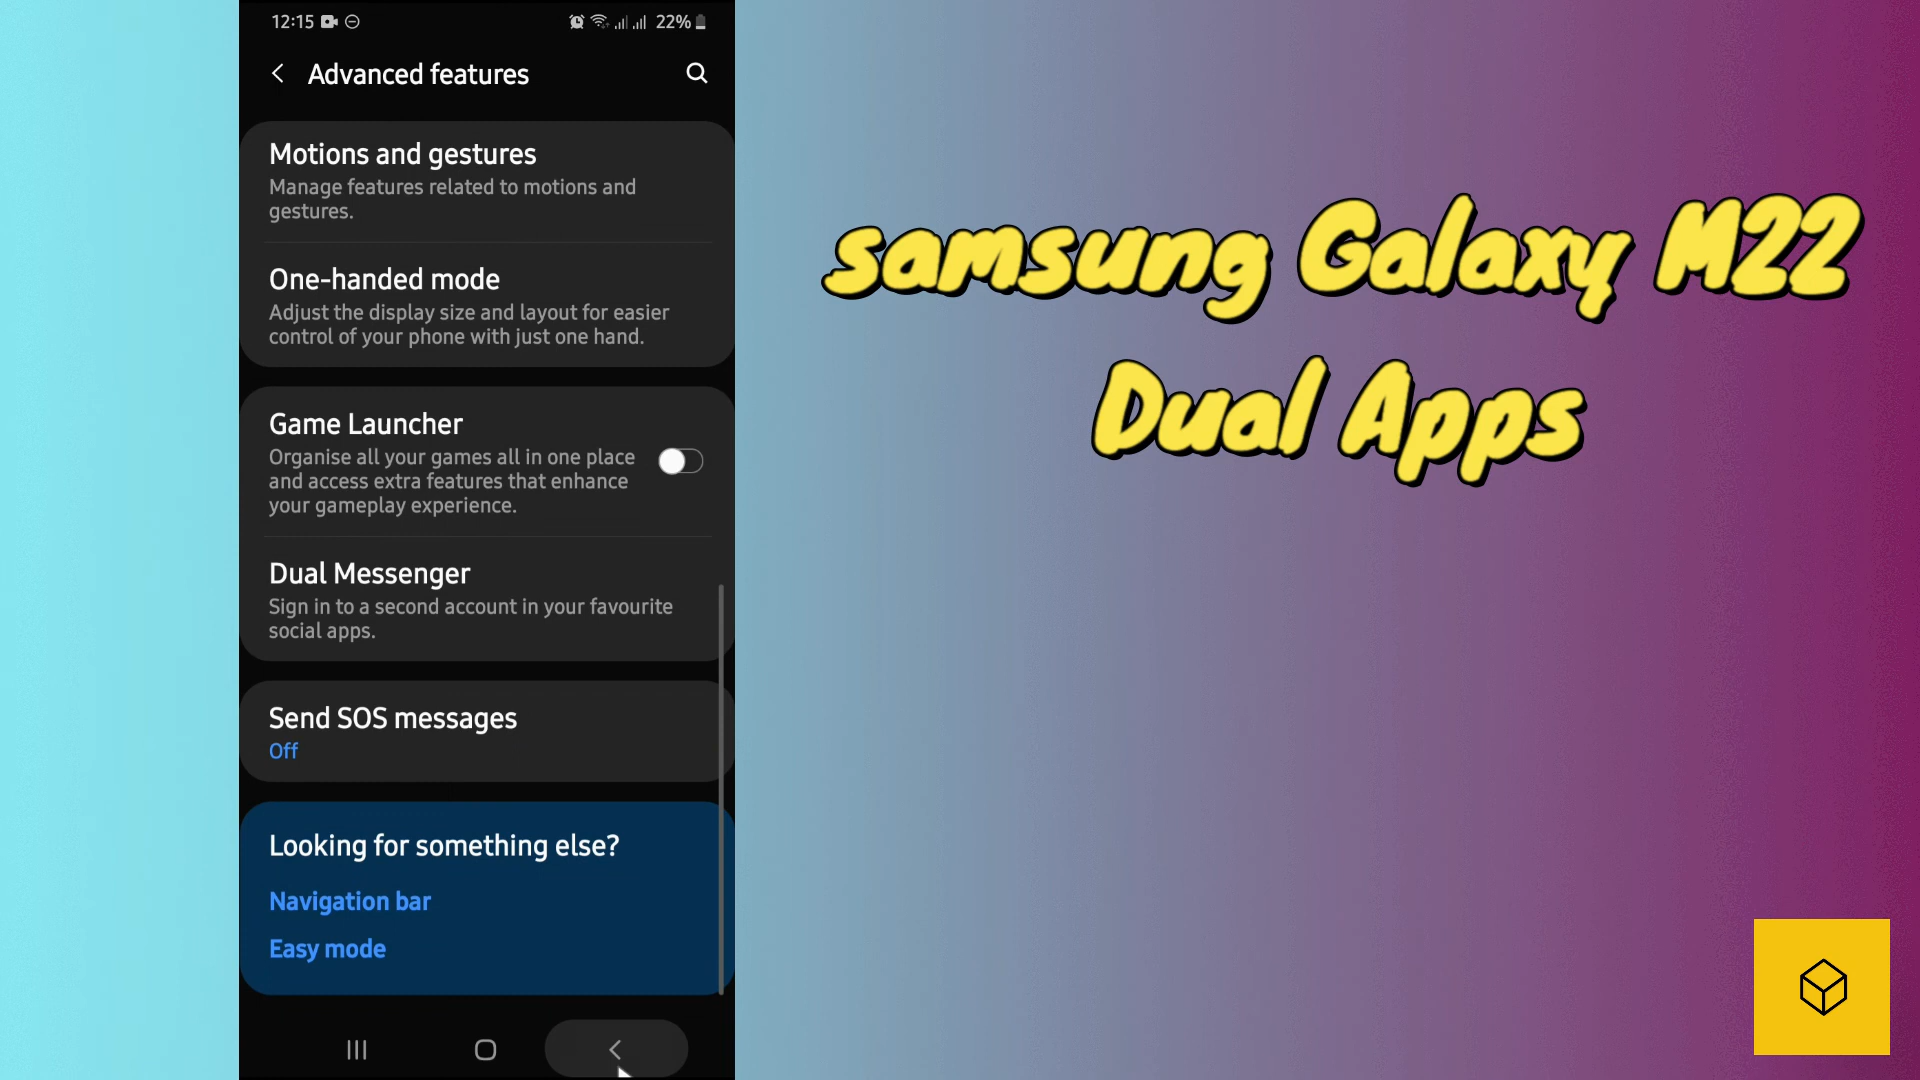 12:15
22%
Advanced features
Motions and gestures
Manage features related to motions and
gestures.
One-handed mode
Adjust the display size and layout for easier
control of your phone with just one hand.
Game Launcher
Organise all your games all in one place
and access extra features that enhance
your gameplay experience.
Dual Messenger
Sign in to a second account in your favourite
social apps.
Send SOS messages
Off
Looking for something else?
Navigation bar
Easy mode
samsung Galaxy M22
Dual Apps